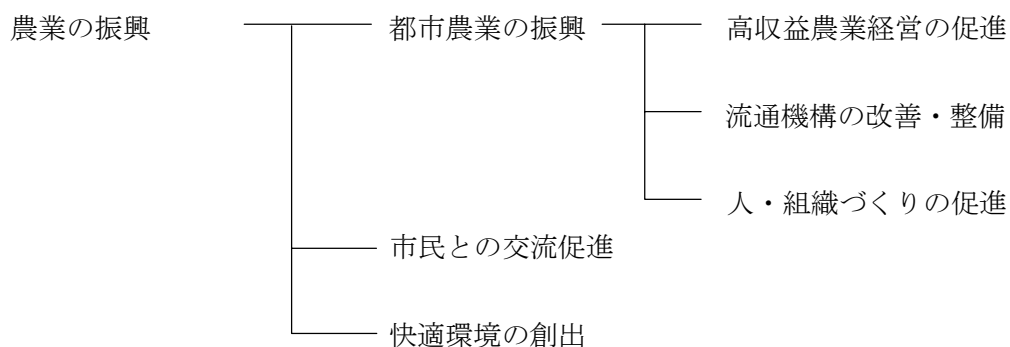 農業の振興
都市農業の振興
高収益農業経営の促進
流通機構の改善・整備
人・組織づくりの促進
市民との交流促進
快適環境の創出